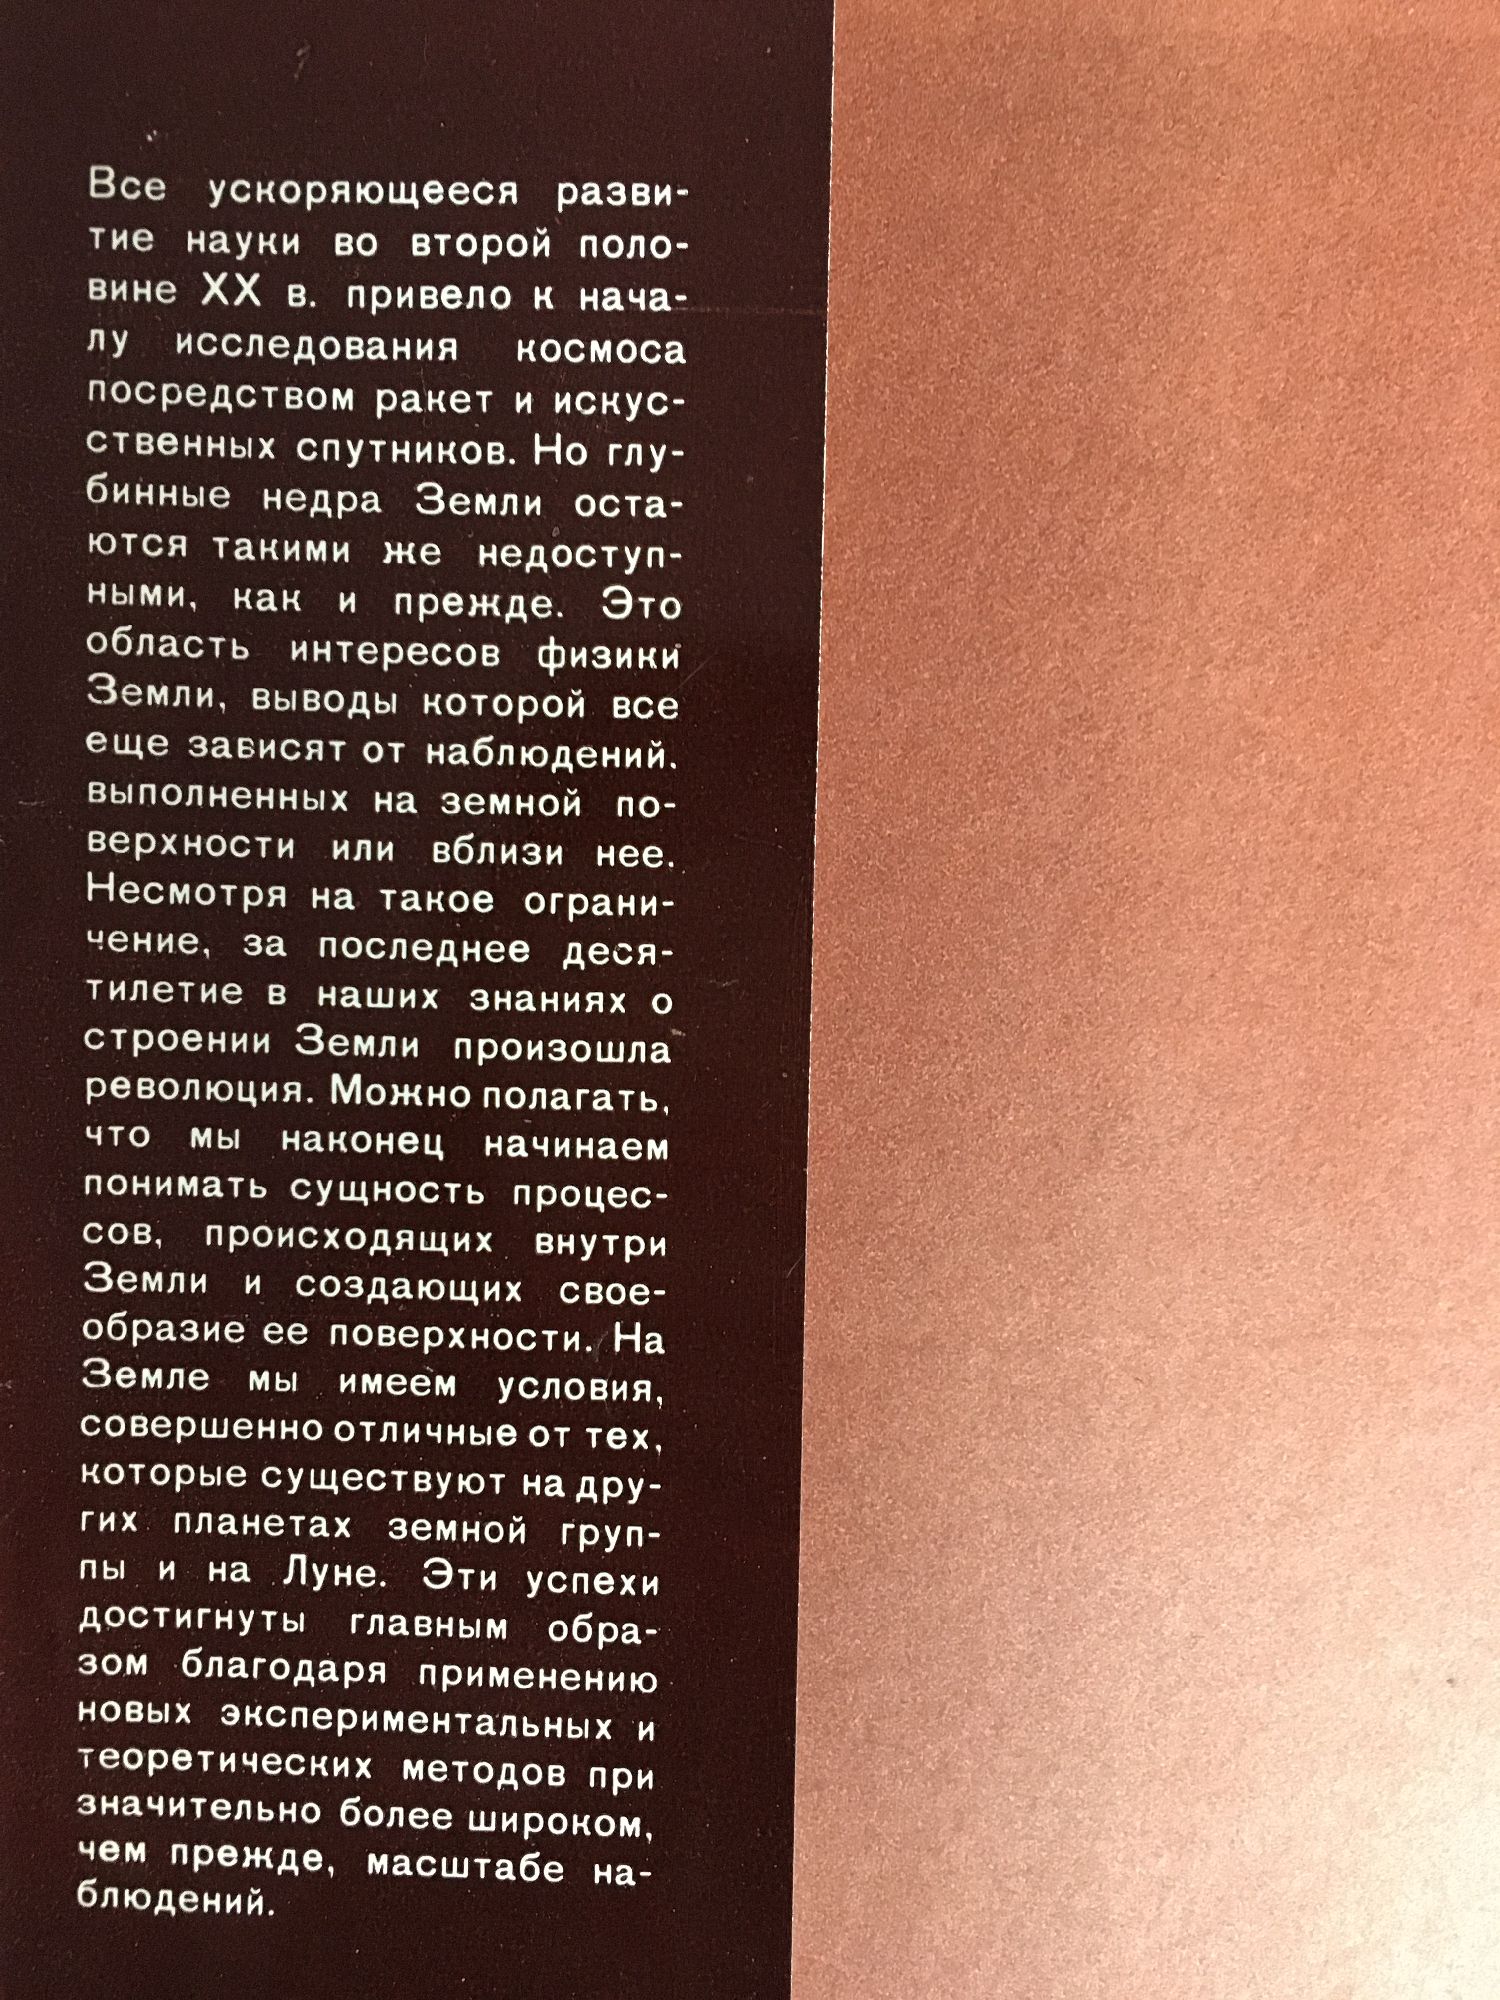 Все ускоряющееся разви-
тие науки во второй поло-
вине XX в. привело к нача-
лу исследования космоса
посредством ракет и искус-
ственных спутников. Но глу-
бинные недра Земли оста-
ются такими же недоступ-
ными, как и прежде. Это
область интересов физики
Земли, выводы которой все
еще зависят от наблюдений,
выполненных на земной по-
верхности или вблизи нее.
Несмотря на такое ограни-
чение, за последнее деся-
тилетие в наших знаниях о
строении Земли произошла
революция. Можно полагать,
что мы наконец начинаем
понимать сущность процес-
сов, происходящих внутри
Земли и создающих свое-
образие ее поверхности. На
Земле мы имеем условия,
совершенно отличные от тех,
которые существуют на дру-
гих планетах земной груп-
пы и на Луне. Эти успехи
достигнуты главным обра-
зом благодаря применению
новых экспериментальных и
теоретических методов при
значительно более широком,
чем прежде, масштабе на-
блюдений.